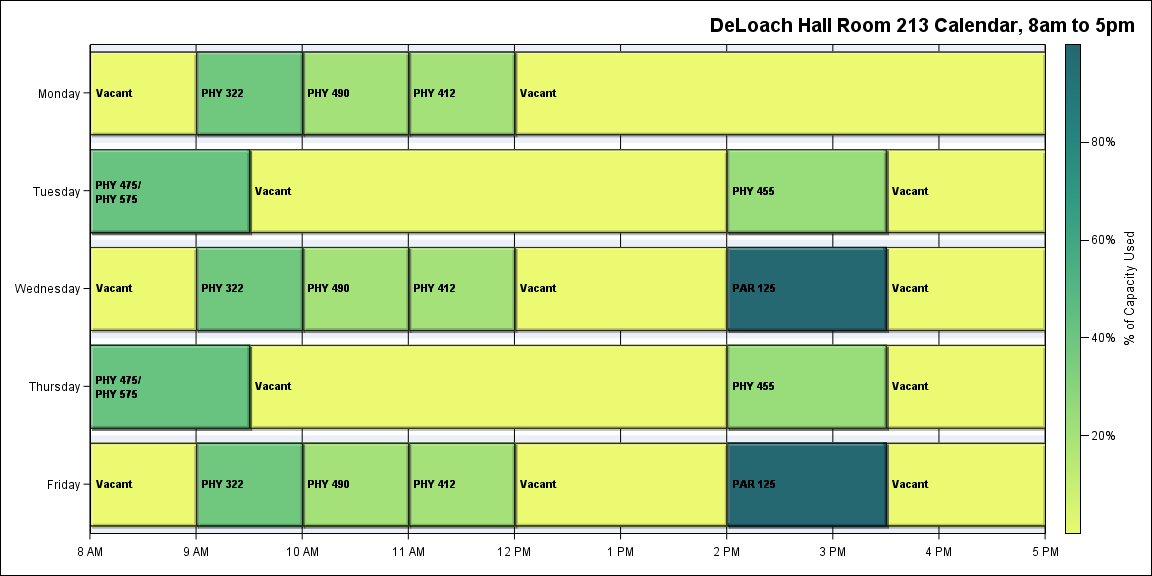 DeLoach Hall Room 213 Calendar, 8am to 5pm
Monday
Vacant
PHY 322
PHY 490
PHY 412
Vacant
Tuesday
PHY 475/
PHY 575
Vacant
PHY 455
Vacant
Wednesday
Vacant
PHY 322
PHY 490
PHY 412
Vacant
PAR 125
Vacant
Thursday
PHY 475/
PHY 575
Vacant
PHY 455
Vacant
Friday
Vacant
PHY 322
PHY 490
PHY 412
Vacant
PAR 125
Vacant
8 AM
9 AM
10 AM
11 AM
12 PM
1 PM
2 PM
3 PM
4 PM
5 PM
80%
60%
40%
20%
% of Capacity Used